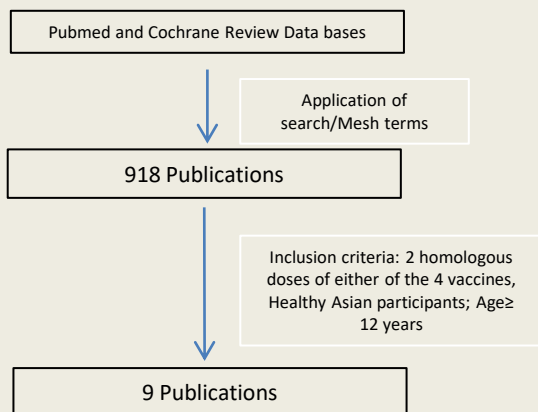 Pubmed and Cochrane Review Data bases
Application of
search/Mesh terms
918 Publications
Inclusion criteria: 2 homologous
doses of either of the 4 vaccines,
Healthy Asian participants; Age≥
12 years
9 Publications